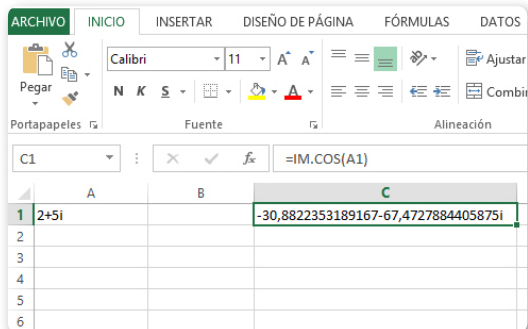 ARCHIVO INICIO INSERTAR DISEÑO DE PÁGINA FÓRMULAS DATOS
Calibri 11 A A Ajustar
Pegar N K S A Combi
Portapapeles Fuente Alineación
C1 fx =IM.COS(A1)
A B C
1 2+5i -30,8822353189167-67,4727884405875i
2
3
4
5
6